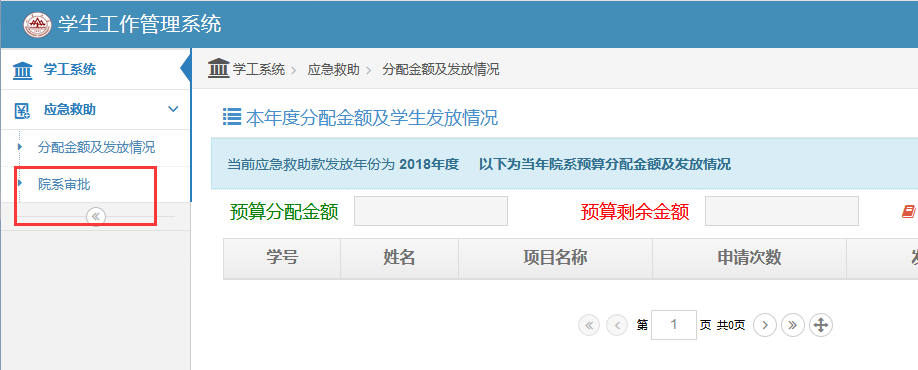 学生工作管理系统
学工系统
应急救助
分配金额及发放情况
院系审批
学工系统 › 应急救助 › 分配金额及发放情况
本年度分配金额及学生发放情况
当前应急救助款发放年份为 2018年度 以下为当年院系预算分配金额及发放情况
预算分配金额 预算剩余金额
学号 姓名 项目名称 申请次数
第 1 页 共0页